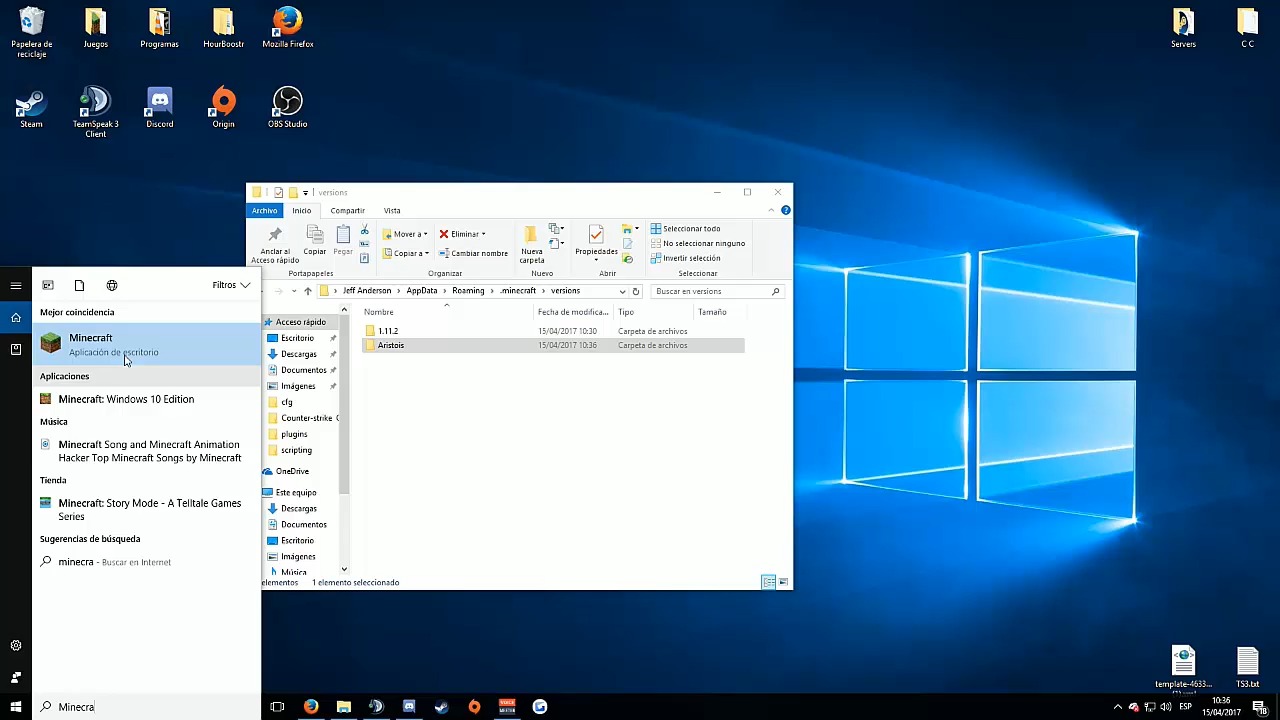 Papelera de
reciclaje
Juegos
Programas
HourBoostr
Mozilla Firefox
Servers
C C
Steam
TeamSpeak 3
Client
Discord
Origin
OBS Studio
versions
Archivo
Inicio
Compartir
Vista
Anclar al
Acceso rápido
Copiar
Pegar
Mover a
Copiar a
Eliminar
Cambiar nombre
Nueva
carpeta
Propiedades
Seleccionar todo
No seleccionar ninguno
Invertir selección
Portapapeles
Organizar
Nuevo
Abrir
Seleccionar
Jeff Anderson > AppData > Roaming > .minecraft > versions
Buscar en versions
Nombre
Fecha de modifica...
Tipo
Tamaño
1.11.2
15/04/2017 10:30
Carpeta de archivos
Aristois
15/04/2017 10:36
Carpeta de archivos
Acceso rápido
Escritorio
Descargas
Documentos
Imágenes
cfg
Counter-strike
plugins
scripting
OneDrive
Este equipo
Descargas
Documentos
Escritorio
Imágenes
Música
elementos
1 elemento seleccionado
Filtros
Mejor coincidencia
Minecraft
Aplicación de escritorio
Aplicaciones
Minecraft: Windows 10 Edition
Música
Minecraft Song and Minecraft Animation
Hacker Top Minecraft Songs by Minecraft
Tienda
Minecraft: Story Mode - A Telltale Games
Series
Sugerencias de búsqueda
minecra - Buscar en Internet
Minecra
template-4633...
TS3.txt
VOICE
ESP
10:36
15/04/2017